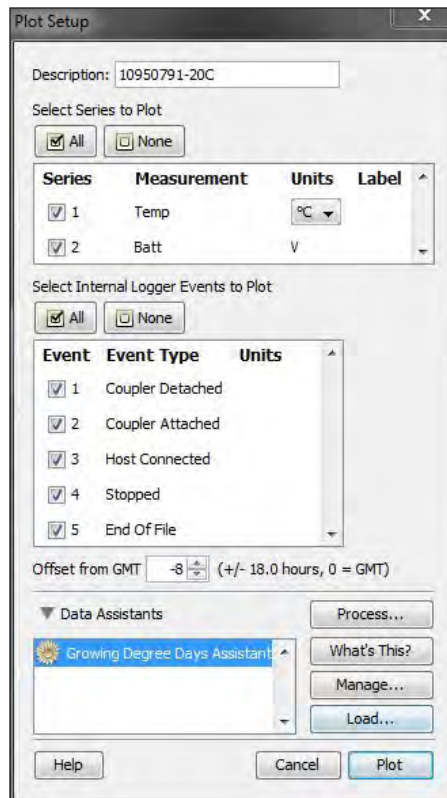 Plot Setup X
Description: 10950791-20C
Select Series to Plot
All None
Series Measurement Units Label
1 Temp °C
2 Batt V
Select Internal Logger Events to Plot
All None
Event Event Type Units
1 Coupler Detached
2 Coupler Attached
3 Host Connected
4 Stopped
5 End Of File
Offset from GMT -8 (+/- 18.0 hours, 0 = GMT)
Data Assistants Process...
Growing Degree Days Assistant What's This?
Manage...
Load...
Help Cancel Plot